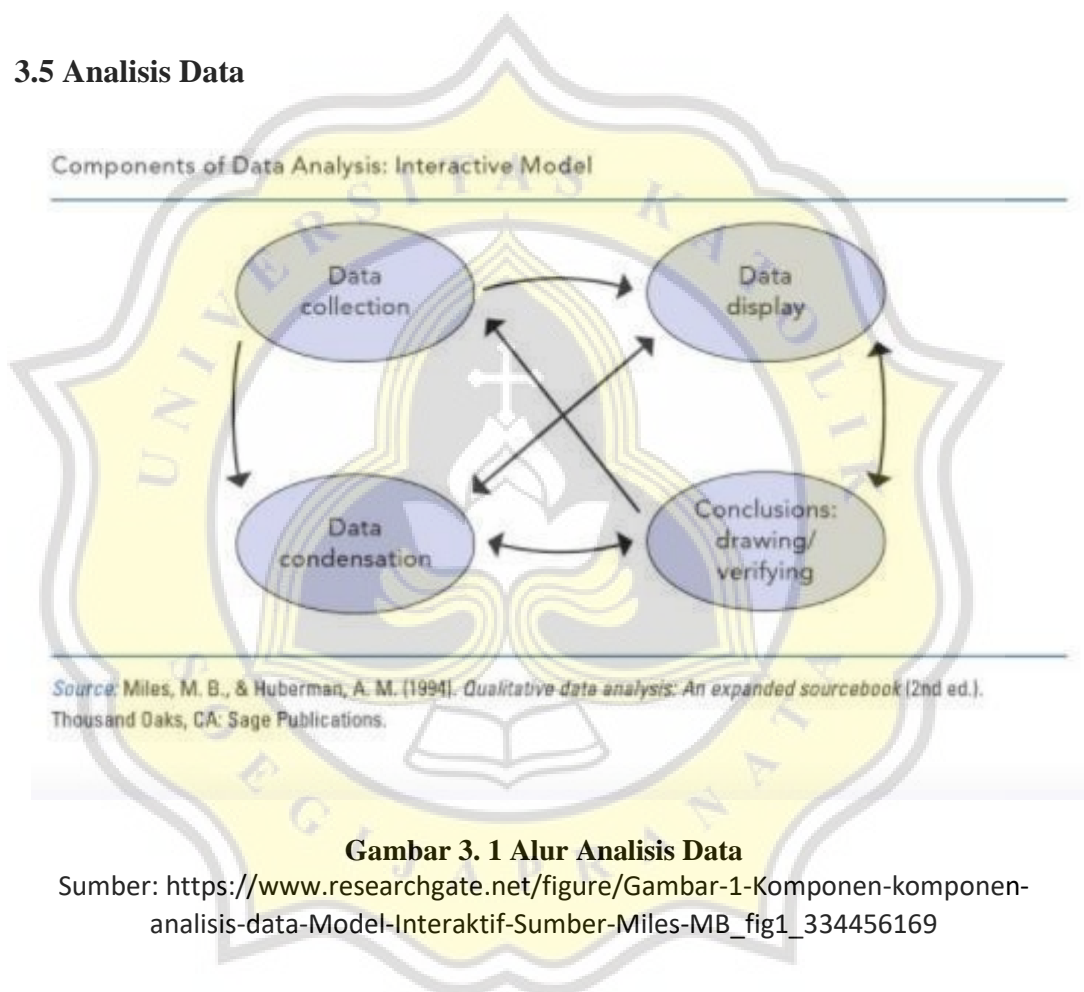 3.5 Analisis Data
Components of Data Analysis: Interactive Model
Data
collection
Data
display
Data
condensation
Conclusions:
drawing/
verifying
Source: Miles, M. B., & Huberman, A. M. (1994). Qualitative data analysis: An expanded sourcebook (2nd ed.).
Thousand Oaks, CA: Sage Publications.
Gambar 3. 1 Alur Analisis Data
Sumber: https://www.researchgate.net/figure/Gambar-1-Komponen-komponen-
analisis-data-Model-Interaktif-Sumber-Miles-MB_fig1_334456169
UNIVERSITAS KATOLIK
SOEGIJAPRANATA